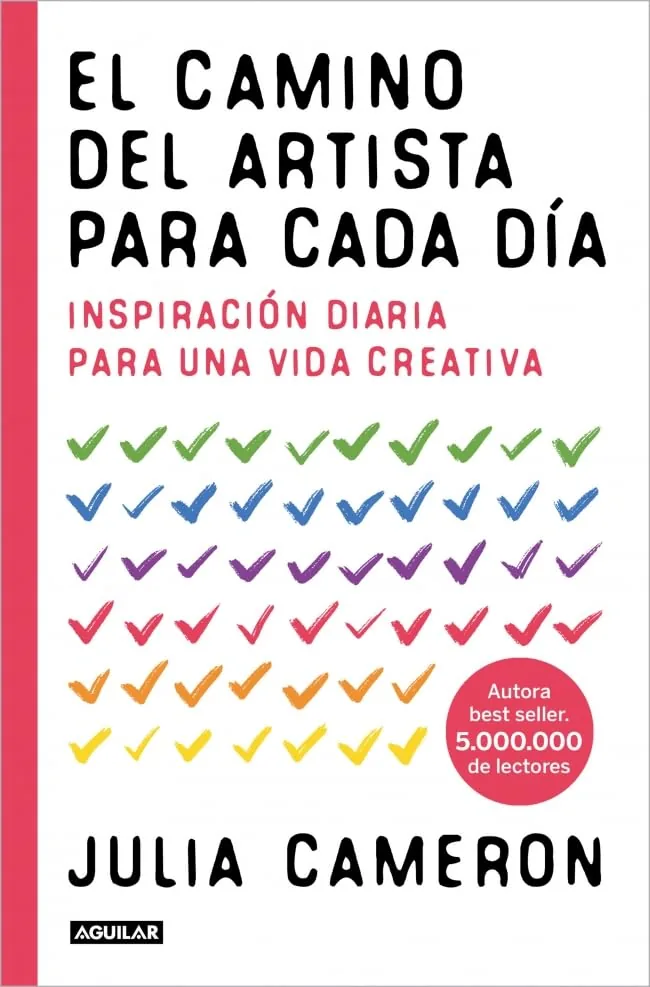 EL CAMINO
DEL ARTISTA
PARA CADA DÍA
INSPIRACIÓN DIARIA
PARA UNA VIDA CREATIVA
Autora
best seller.
5.000.000
de lectores
JULIA CAMERON
AGUILAR